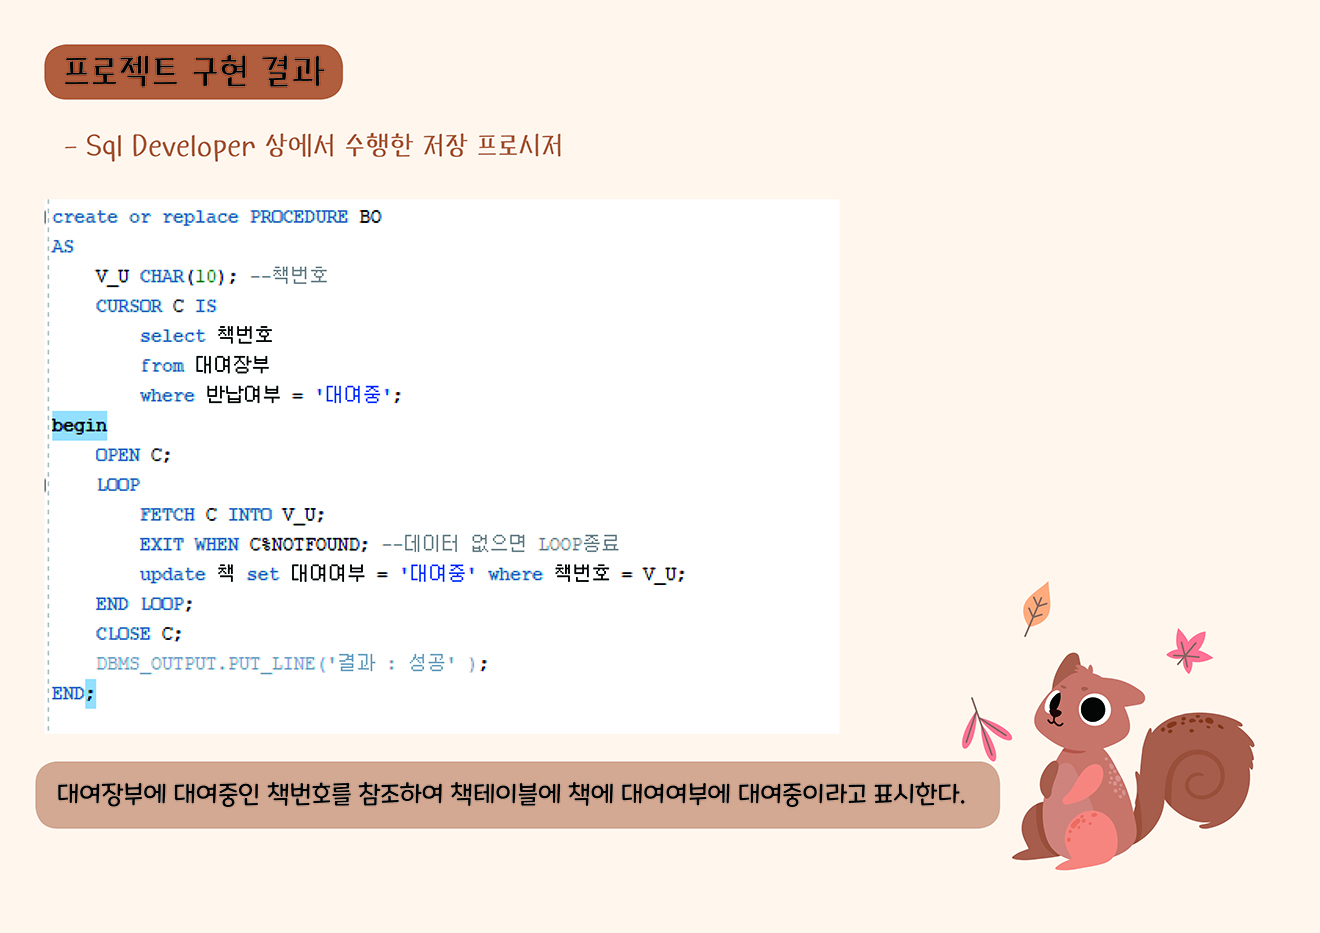 프로젝트 구현 결과
- Sql Developer 상에서 수행한 저장 프로시저
create or replace PROCEDURE BO
AS
    V_U CHAR(10); --책번호
    CURSOR C IS
        select 책번호
        from 대여장부
        where 반납여부 = '대여중';
begin
    OPEN C;
    LOOP
        FETCH C INTO V_U;
        EXIT WHEN C%NOTFOUND; --데이터 없으면 LOOP종료
        update 책 set 대여여부 = '대여중' where 책번호 = V_U;
    END LOOP;
    CLOSE C;
    DBMS_OUTPUT.PUT_LINE('결과 : 성공' );
END;
대여장부에 대여중인 책번호를 참조하여 책테이블에 책에 대여여부에 대여중이라고 표시한다.